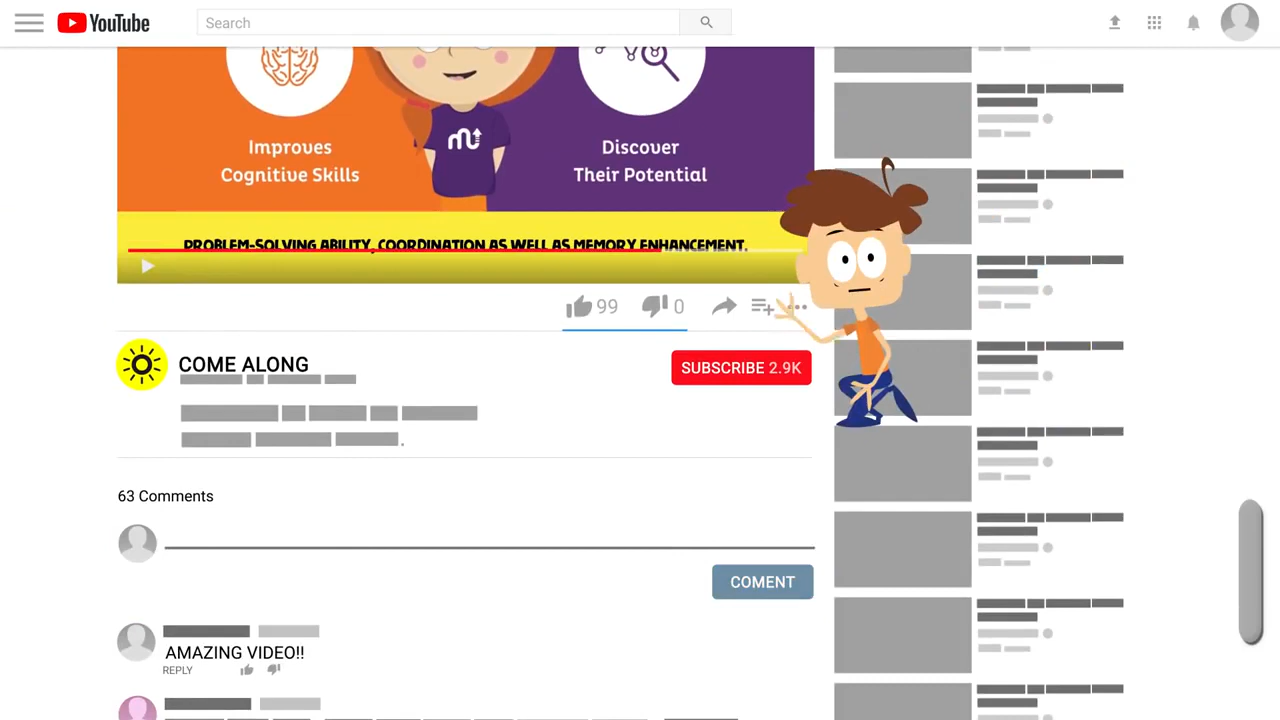 YouTube
Search
Improves
Cognitive Skills
Discover
Their Potential
PROBLEM-SOLVING ABILITY, COORDINATION AS WELL AS MEMORY ENHANCEMENT.
99
0
COME ALONG
SUBSCRIBE 2.9K
63 Comments
COMENT
AMAZING VIDEO!!
REPLY